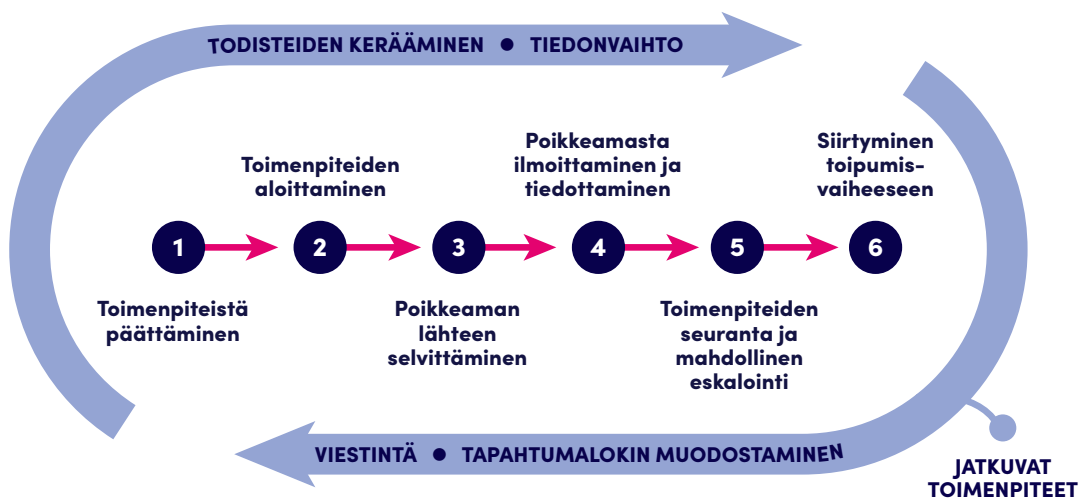 TODISTEIDEN KERÄÄMINEN ● TIEDONVAIHTO
Toimenpiteiden
aloittaminen
Poikkeamasta
ilmoittaminen ja
tiedottaminen
Siirtyminen
toipumis-
vaiheeseen
1
2
3
4
5
6
Toimenpiteistä
päättäminen
Poikkeaman
lähteen
selvittäminen
Toimenpiteiden
seuranta ja
mahdollinen
eskalointi
VIESTINTÄ ● TAPAHTUMALOKIN MUODOSTAMINEN
JATKUVAT
TOIMENPITEET